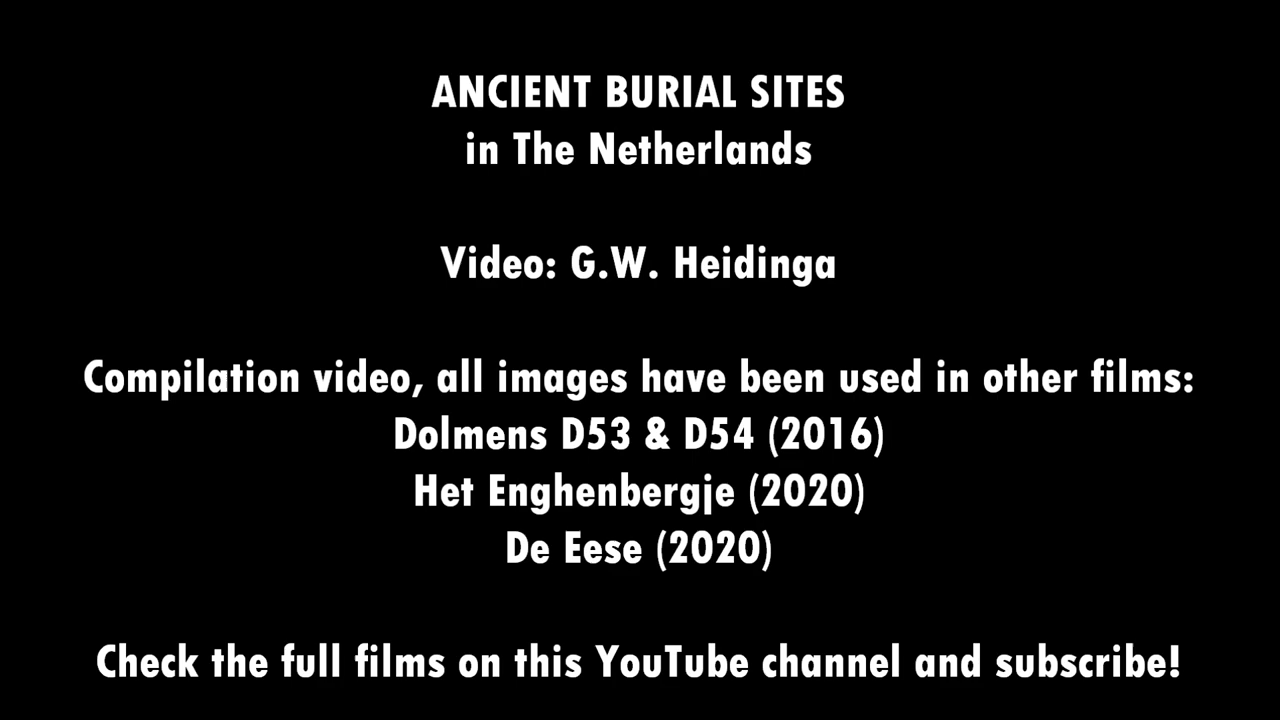 ANCIENT BURIAL SITES
in The Netherlands
Video: G.W. Heidinga
Compilation video, all images have been used in other films:
Dolmens D53 & D54 (2016)
Het Enghenbergje (2020)
De Eese (2020)
Check the full films on this YouTube channel and subscribe!